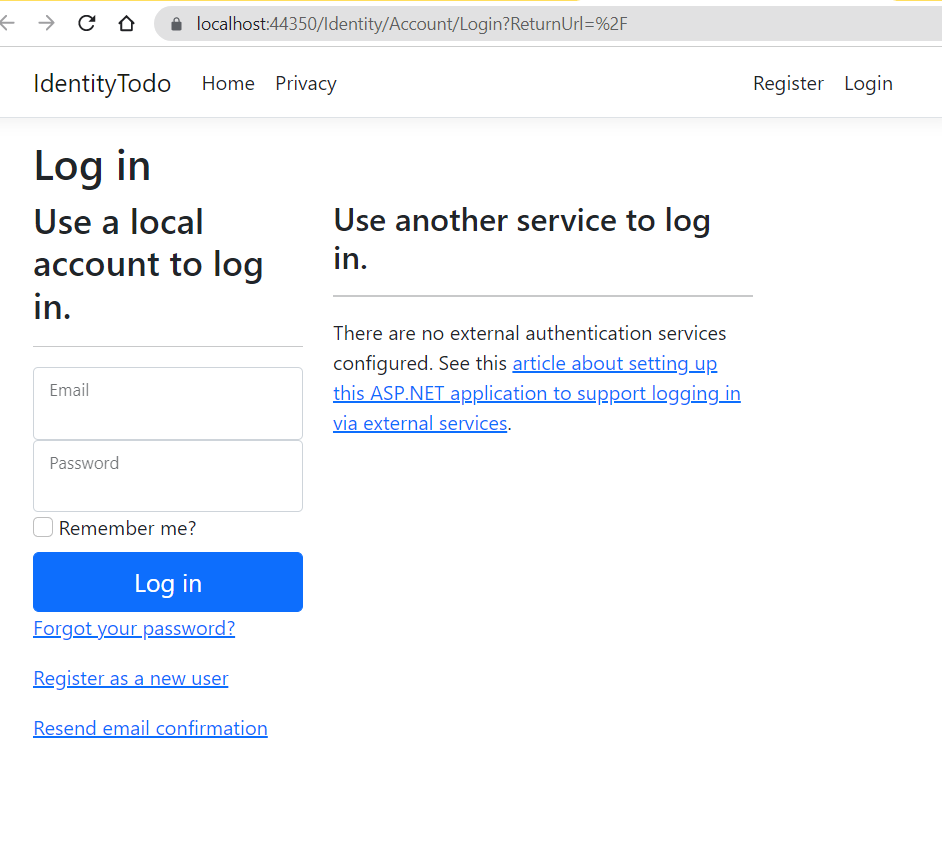 localhost:44350/Identity/Account/Login?ReturnUrl=%2F
IdentityTodo Home Privacy Register Login
Log in
Use a local
account to log
in.
Email
Password
Remember me?
Log in
Forgot your password?
Register as a new user
Resend email confirmation
Use another service to log
in.
There are no external authentication services
configured. See this article about setting up
this ASP.NET application to support logging in
via external services.